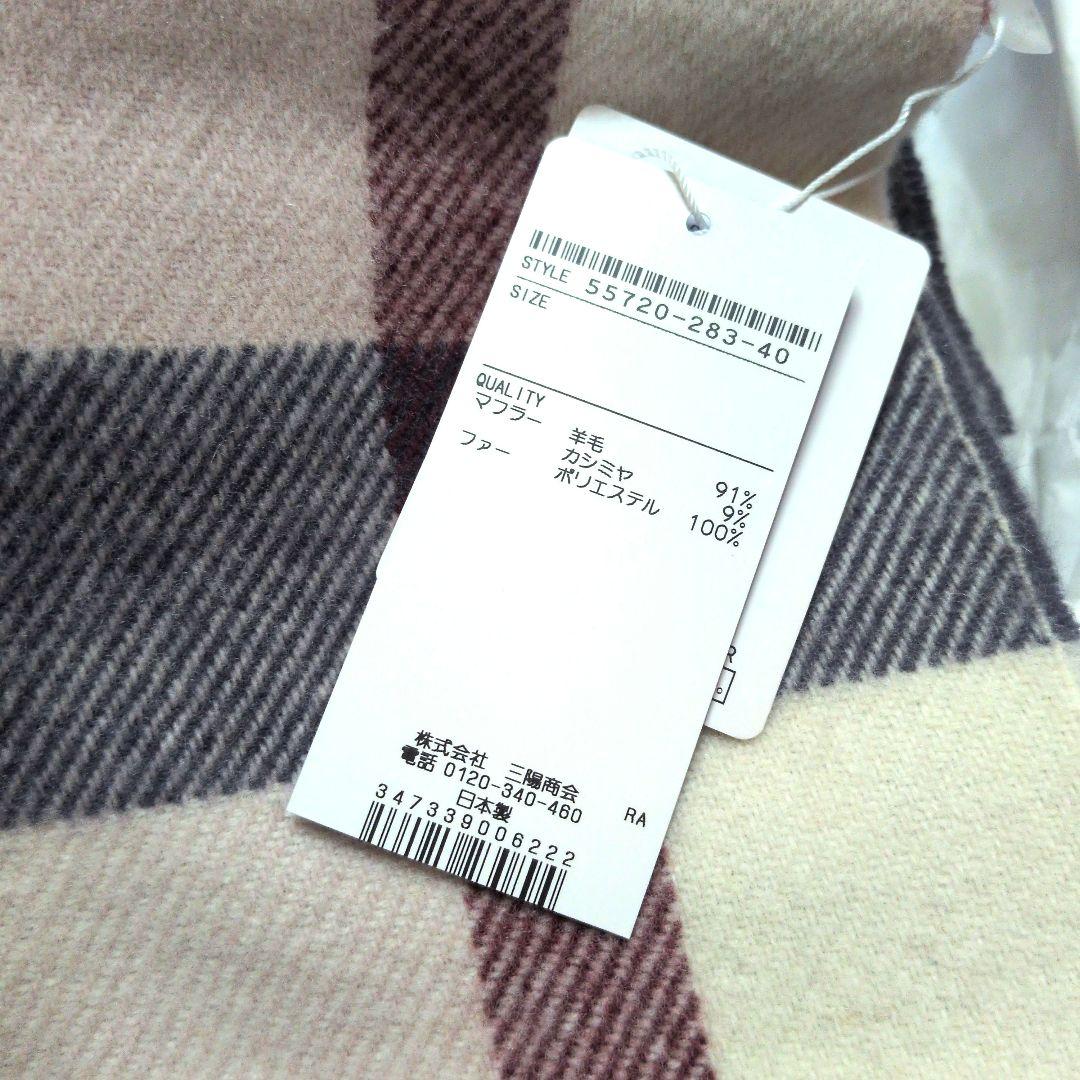 STYLE 55720-283-40
SIZE
QUALITY
マフラー 羊毛 91%
カシミヤ 9%
ファー ポリエステル 100%
株式会社 三陽商会
電話 0120-340-460 RA
日本製
347339006222
R